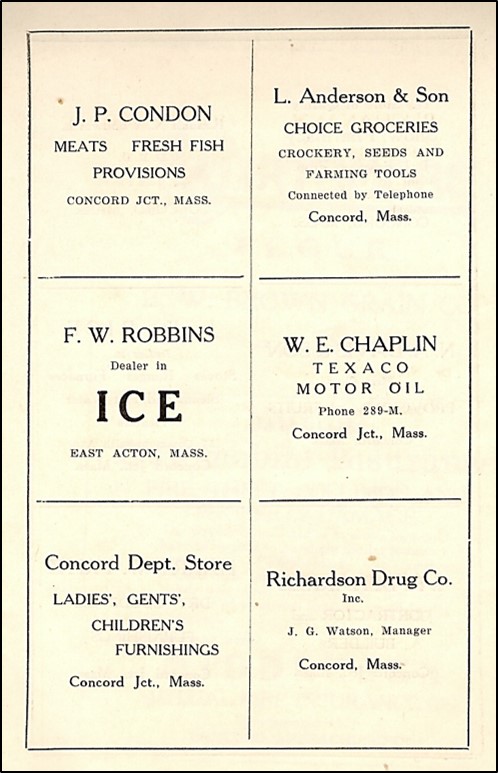 J. P. CONDON
MEATS FRESH FISH
PROVISIONS
CONCORD JCT., MASS.
L. Anderson & Son
CHOICE GROCERIES
CROCKERY, SEEDS AND
FARMING TOOLS
Connected by Telephone
Concord, Mass.
F. W. ROBBINS
Dealer in
ICE
EAST ACTON, MASS.
W. E. CHAPLIN
TEXACO
MOTOR OIL
Phone 289-M.
Concord Jct., Mass.
Concord Dept. Store
LADIES', GENTS',
CHILDREN'S
FURNISHINGS
Concord Jct., Mass.
Richardson Drug Co.
Inc.
J. G. Watson, Manager
Concord, Mass.